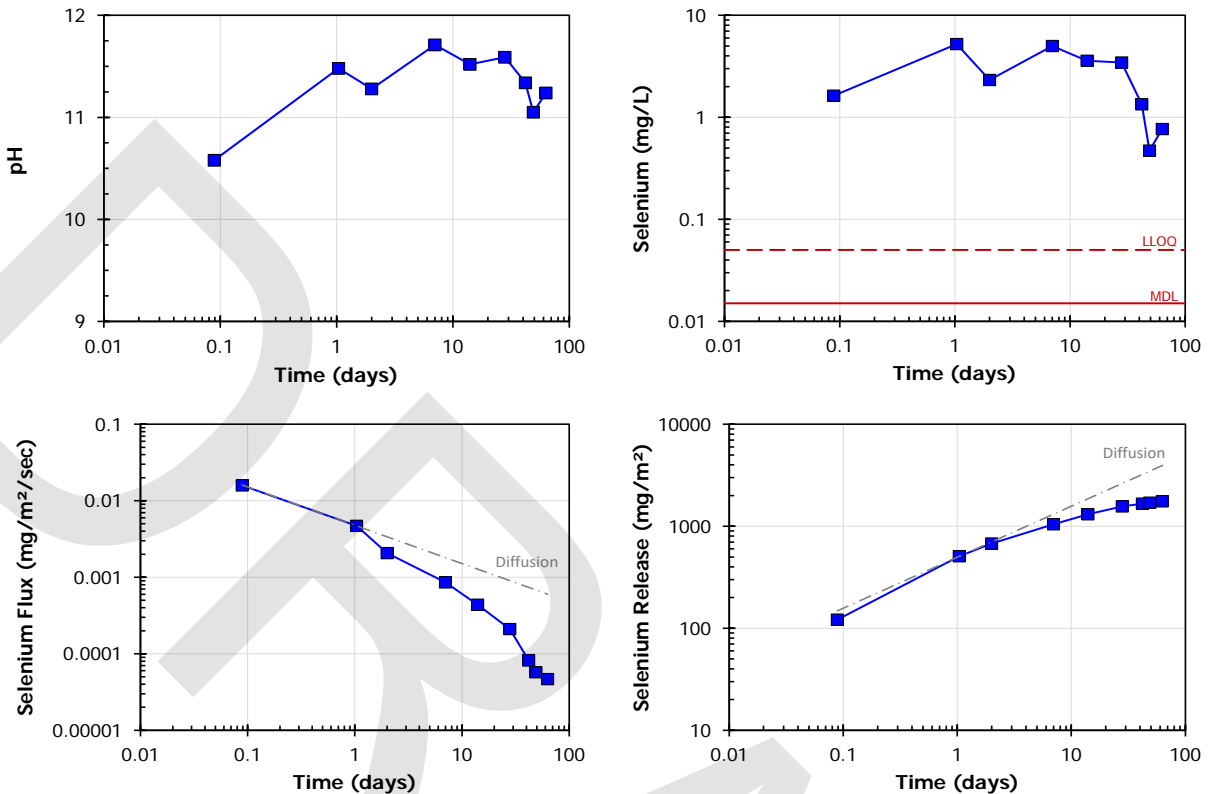 12
11
10
9
pH
0.01 0.1 1 10 100
Time (days)
10
1
0.1
0.01
Selenium (mg/L)
LLOQ
MDL
0.01 0.1 1 10 100
Time (days)
0.1
0.01
0.001
0.0001
0.00001
Selenium Flux (mg/m²/sec)
Diffusion
0.01 0.1 1 10 100
Time (days)
10000
1000
100
10
Selenium Release (mg/m²)
Diffusion
0.01 0.1 1 10 100
Time (days)